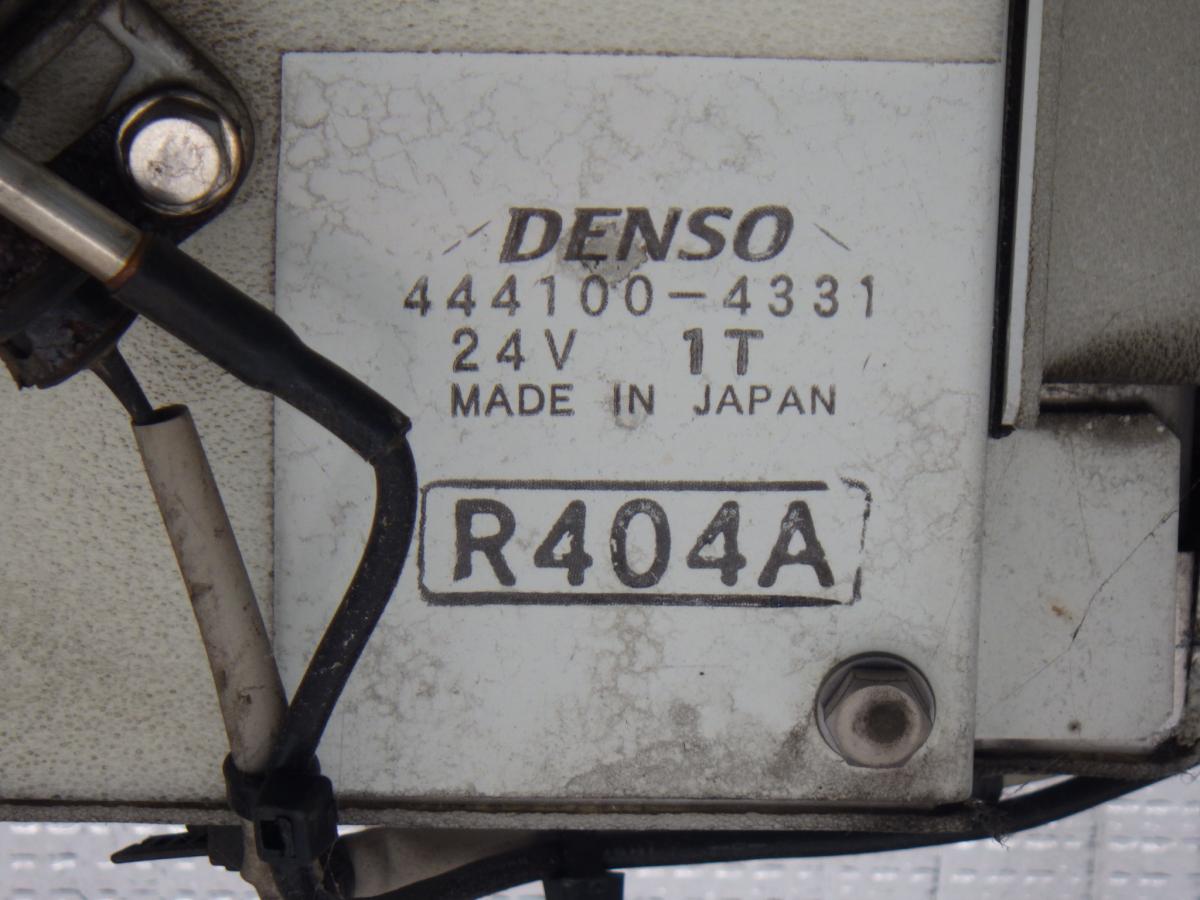 DENSO
444100-4331
24V 1T
MADE IN JAPAN
R404A